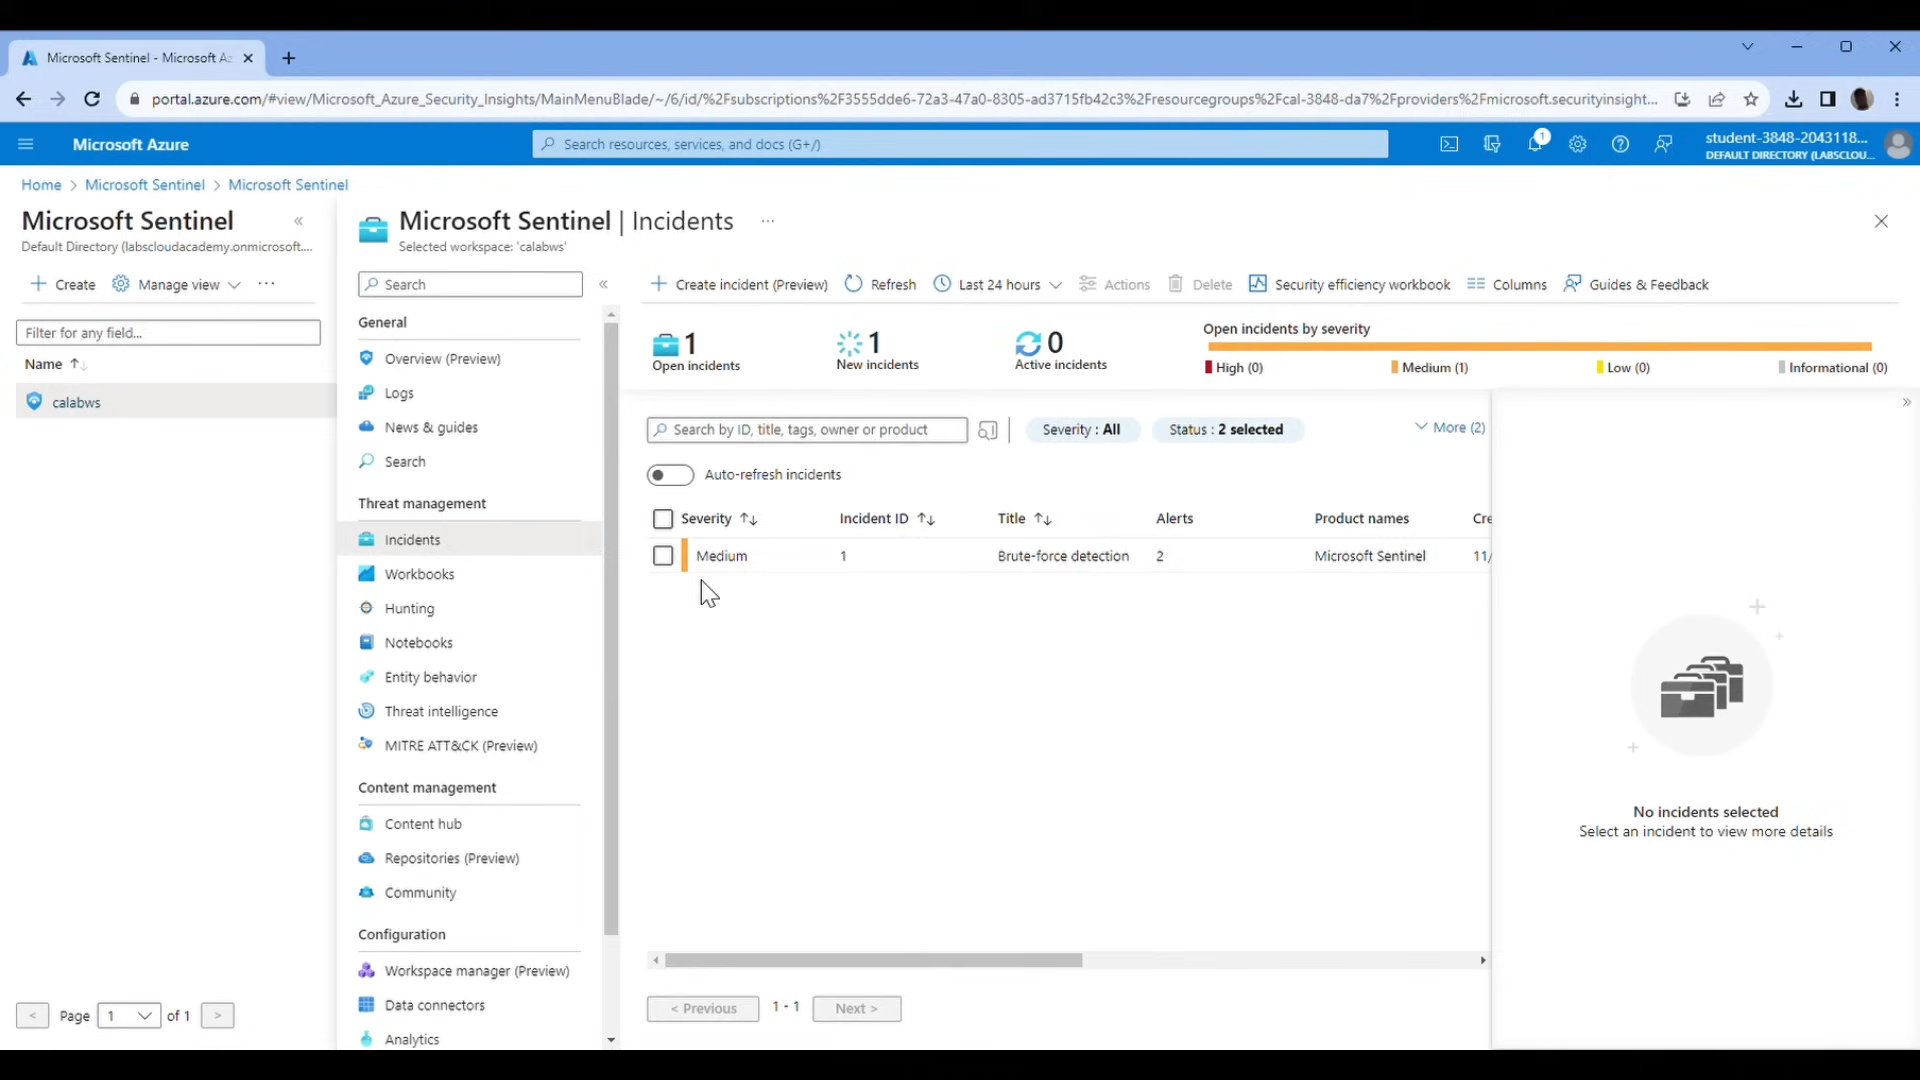 Microsoft Sentinel - Microsoft Az
portal.azure.com/#view/Microsoft_Azure_Security_Insights/MainMenuBlade/~/6/id/%2Fsubscriptions%2F3555dde6-72a3-47a0-8305-ad3715fb42c3%2Fresourcegroups%2Fcal-3848-da7%2Fproviders%2Fmicrosoft.securityinsight...
Microsoft Azure
Search resources, services, and docs (G+/)
1
student-3848-2043118...
DEFAULT DIRECTORY (LABSCLOU...
Home > Microsoft Sentinel > Microsoft Sentinel
Microsoft Sentinel «
Default Directory (labscloudacademy.onmicrosoft....
+ Create Manage view ...
Filter for any field...
Name ↑↓
calabws
< Page 1 of 1 >
Microsoft Sentinel | Incidents ...
Selected workspace: 'calabws'
Search «
General
Overview (Preview)
Logs
News & guides
Search
Threat management
Incidents
Workbooks
Hunting
Notebooks
Entity behavior
Threat intelligence
MITRE ATT&CK (Preview)
Content management
Content hub
Repositories (Preview)
Community
Configuration
Workspace manager (Preview)
Data connectors
Analytics
+ Create incident (Preview) Refresh Last 24 hours Actions Delete Security efficiency workbook Columns Guides & Feedback
1
Open incidents
1
New incidents
0
Active incidents
Open incidents by severity
High (0) Medium (1) Low (0) Informational (0)
Search by ID, title, tags, owner or product
Severity : All
Status : 2 selected
More (2)
»
Auto-refresh incidents
Severity ↑↓ Incident ID ↑↓ Title ↑↓ Alerts Product names Cre
Medium 1 Brute-force detection 2 Microsoft Sentinel 11/
No incidents selected
Select an incident to view more details
< Previous 1 - 1 Next >